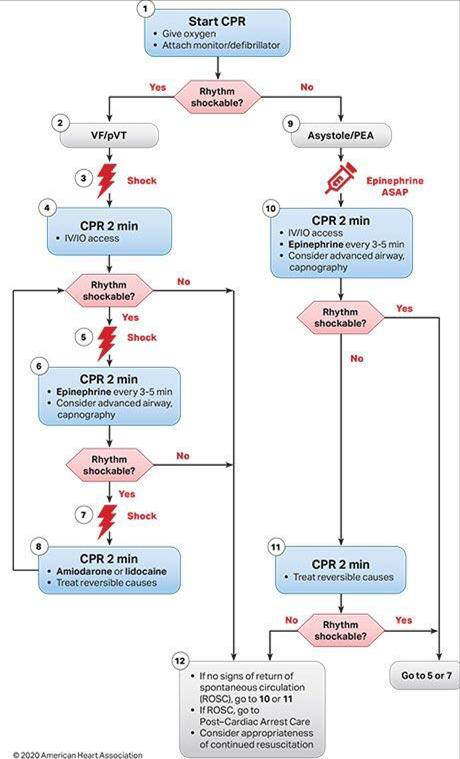 1
Start CPR
• Give oxygen
• Attach monitor/defibrillator
Yes
Rhythm
shockable?
No
2
VF/pVT
9
Asystole/PEA
3
Shock
Epinephrine
ASAP
4
CPR 2 min
• IV/IO access
10
CPR 2 min
• IV/IO access
• Epinephrine every 3-5 min
• Consider advanced airway,
capnography
Rhythm
shockable?
No
Yes
Rhythm
shockable?
Yes
No
5
Shock
6
CPR 2 min
• Epinephrine every 3-5 min
• Consider advanced airway,
capnography
Rhythm
shockable?
No
Yes
7
Shock
8
CPR 2 min
• Amiodarone or lidocaine
• Treat reversible causes
11
CPR 2 min
• Treat reversible causes
No
Rhythm
shockable?
Yes
12
• If no signs of return of
spontaneous circulation
(ROSC), go to 10 or 11
• If ROSC, go to
Post–Cardiac Arrest Care
• Consider appropriateness
of continued resuscitation
Go to 5 or 7
© 2020 American Heart Association